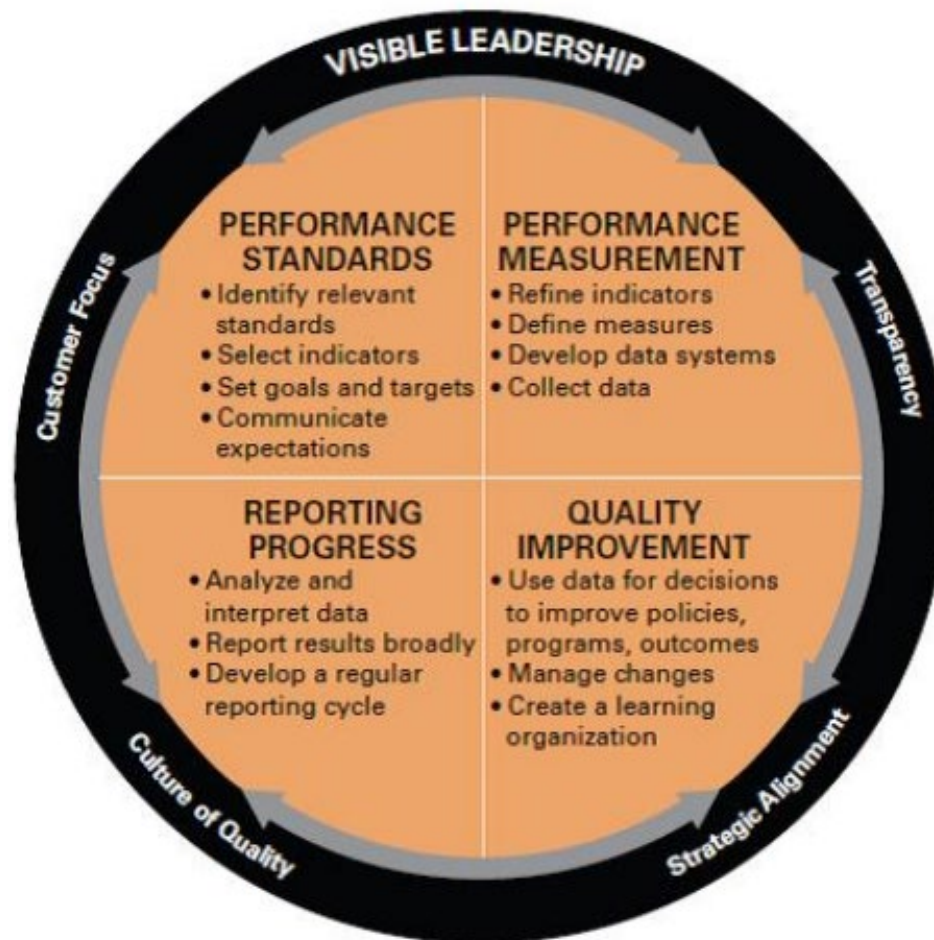 VISIBLE LEADERSHIP
Customer Focus
Transparency
PERFORMANCE
STANDARDS
• Identify relevant
standards
• Select indicators
• Set goals and targets
• Communicate
expectations
PERFORMANCE
MEASUREMENT
• Refine indicators
• Define measures
• Develop data systems
• Collect data
REPORTING
PROGRESS
• Analyze and
interpret data
• Report results broadly
• Develop a regular
reporting cycle
QUALITY
IMPROVEMENT
• Use data for decisions
to improve policies,
programs, outcomes
• Manage changes
• Create a learning
organization
Culture of Quality
Strategic Alignment